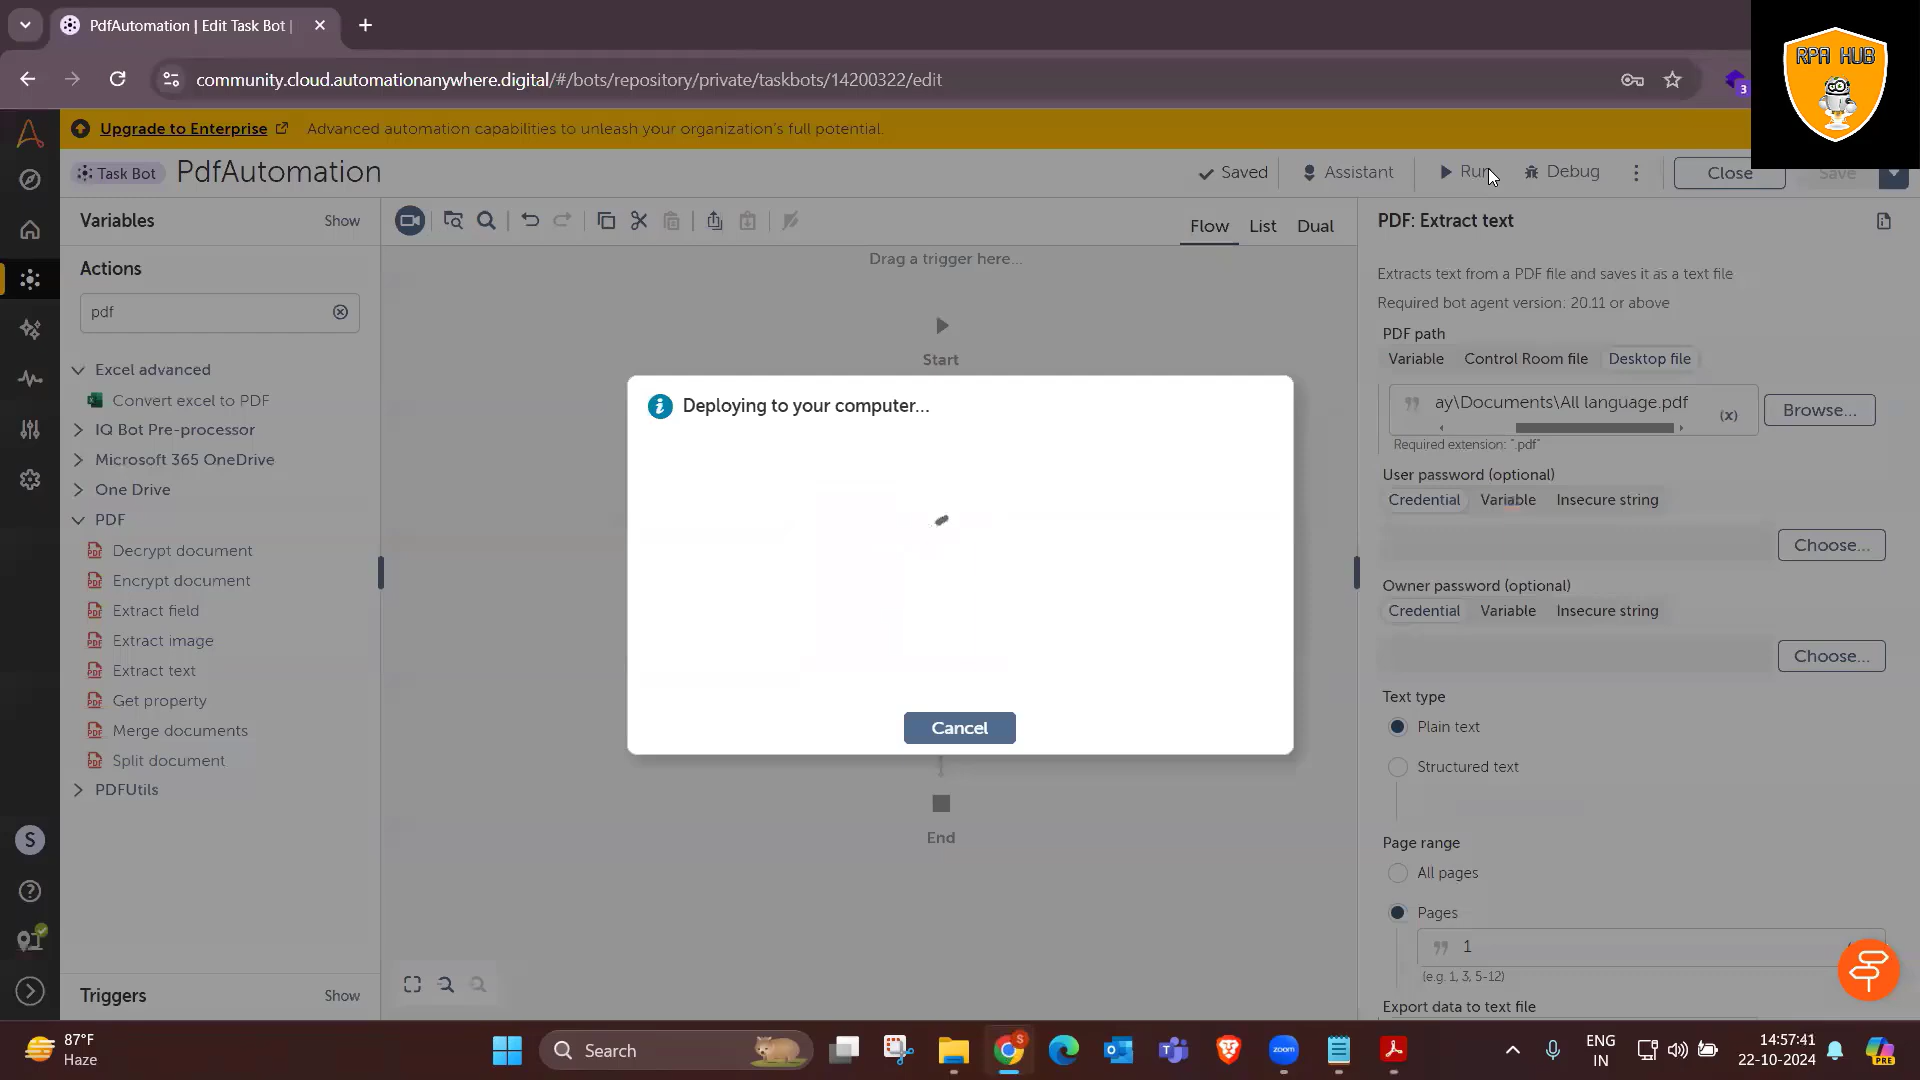 PdfAutomation | Edit Task Bot |
community.cloud.automationanywhere.digital/#/bots/repository/private/taskbots/14200322/edit
3
RPA HUB
Upgrade to Enterprise
Advanced automation capabilities to unleash your organization's full potential.
Task Bot
PdfAutomation
Saved
Assistant
Run
Debug
Close
Save
Variables
Show
Actions
pdf
Excel advanced
Convert excel to PDF
IQ Bot Pre-processor
Microsoft 365 OneDrive
One Drive
PDF
Decrypt document
Encrypt document
Extract field
Extract image
Extract text
Get property
Merge documents
Split document
PDFUtils
Triggers
Show
Flow
List
Dual
Drag a trigger here...
Start
Deploying to your computer...
Cancel
End
PDF: Extract text
Extracts text from a PDF file and saves it as a text file
Required bot agent version: 20.11 or above
PDF path
Variable
Control Room file
Desktop file
ay\Documents\All language.pdf
(x)
Browse...
Required extension: ".pdf"
User password (optional)
Credential
Variable
Insecure string
Choose...
Owner password (optional)
Credential
Variable
Insecure string
Choose...
Text type
Plain text
Structured text
Page range
All pages
Pages
1
(e.g. 1, 3, 5-12)
Export data to text file
S
87°F
Haze
Search
S
zoom
ENG
IN
14:57:41
22-10-2024
PRE